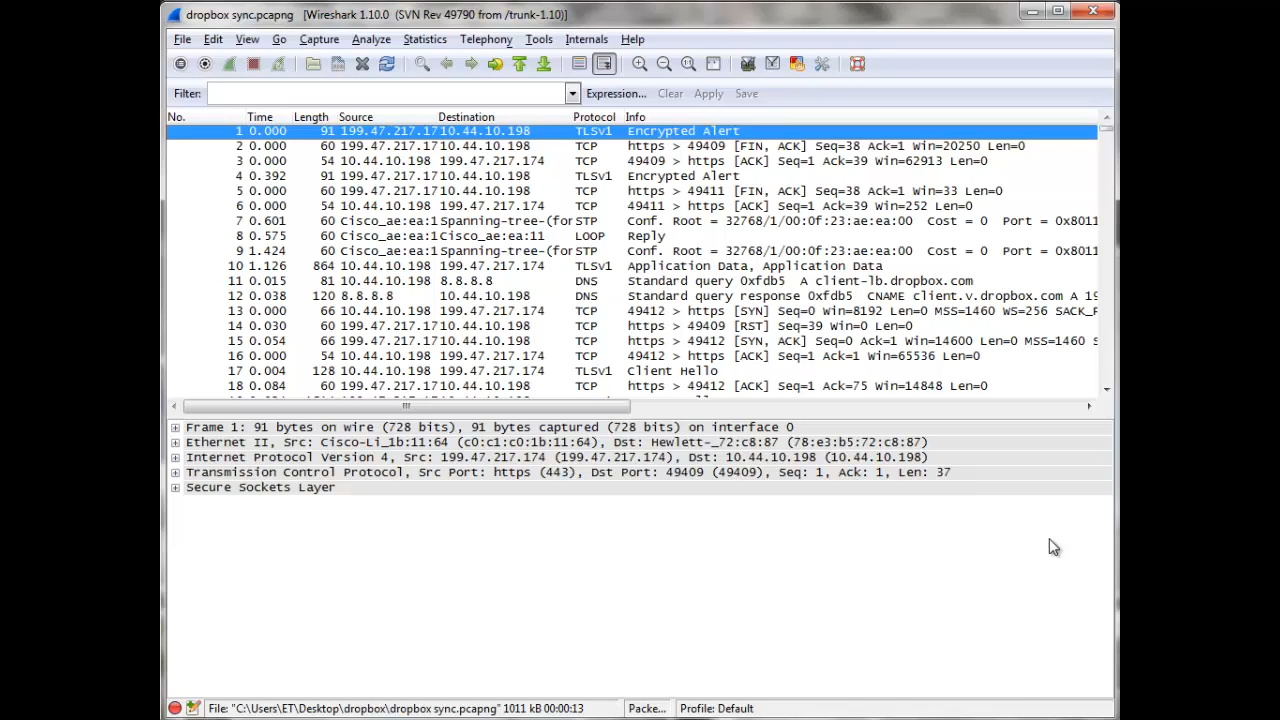 dropbox sync.pcapng [Wireshark 1.10.0 (SVN Rev 49790 from /trunk-1.10)]
File Edit View Go Capture Analyze Statistics Telephony Tools Internals Help
Filter: Expression... Clear Apply Save
No. Time Length Source Destination Protocol Info
1 0.000 91 199.47.217.17 10.44.10.198 TLSv1 Encrypted Alert
2 0.000 60 199.47.217.17 10.44.10.198 TCP https > 49409 [FIN, ACK] Seq=38 Ack=1 Win=20250 Len=0
3 0.000 54 10.44.10.198 199.47.217.174 TCP 49409 > https [ACK] Seq=1 Ack=39 Win=62913 Len=0
4 0.392 91 199.47.217.17 10.44.10.198 TLSv1 Encrypted Alert
5 0.000 60 199.47.217.17 10.44.10.198 TCP https > 49411 [FIN, ACK] Seq=38 Ack=1 Win=33 Len=0
6 0.000 54 10.44.10.198 199.47.217.174 TCP 49411 > https [ACK] Seq=1 Ack=39 Win=252 Len=0
7 0.601 60 Cisco_ae:ea:1 Spanning-tree-(for STP Conf. Root = 32768/1/00:0f:23:ae:ea:00 Cost = 0 Port = 0x8011
8 0.575 60 Cisco_ae:ea:1 Cisco_ae:ea:11 LOOP Reply
9 1.424 60 Cisco_ae:ea:1 Spanning-tree-(for STP Conf. Root = 32768/1/00:0f:23:ae:ea:00 Cost = 0 Port = 0x8011
10 1.126 864 10.44.10.198 199.47.217.174 TLSv1 Application Data, Application Data
11 0.015 81 10.44.10.198 8.8.8.8 DNS Standard query 0xfdb5 A client-lb.dropbox.com
12 0.038 120 8.8.8.8 10.44.10.198 DNS Standard query response 0xfdb5 CNAME client.v.dropbox.com A 19
13 0.000 66 10.44.10.198 199.47.217.174 TCP 49412 > https [SYN] Seq=0 Win=8192 Len=0 MSS=1460 WS=256 SACK_P
14 0.030 60 199.47.217.17 10.44.10.198 TCP https > 49409 [RST] Seq=39 Win=0 Len=0
15 0.054 66 199.47.217.17 10.44.10.198 TCP https > 49412 [SYN, ACK] Seq=0 Ack=1 Win=14600 Len=0 MSS=1460 S
16 0.000 54 10.44.10.198 199.47.217.174 TCP 49412 > https [ACK] Seq=1 Ack=1 Win=65536 Len=0
17 0.004 128 10.44.10.198 199.47.217.174 TLSv1 Client Hello
18 0.084 60 199.47.217.17 10.44.10.198 TCP https > 49412 [ACK] Seq=1 Ack=75 Win=14848 Len=0
Frame 1: 91 bytes on wire (728 bits), 91 bytes captured (728 bits) on interface 0
Ethernet II, Src: Cisco-Li_1b:11:64 (c0:c1:c0:1b:11:64), Dst: Hewlett-_72:c8:87 (78:e3:b5:72:c8:87)
Internet Protocol Version 4, Src: 199.47.217.174 (199.47.217.174), Dst: 10.44.10.198 (10.44.10.198)
Transmission Control Protocol, Src Port: https (443), Dst Port: 49409 (49409), Seq: 1, Ack: 1, Len: 37
Secure Sockets Layer
File: "C:\Users\ET\Desktop\dropbox\dropbox sync.pcapng" 1011 kB 00:00:13 Packe... Profile: Default